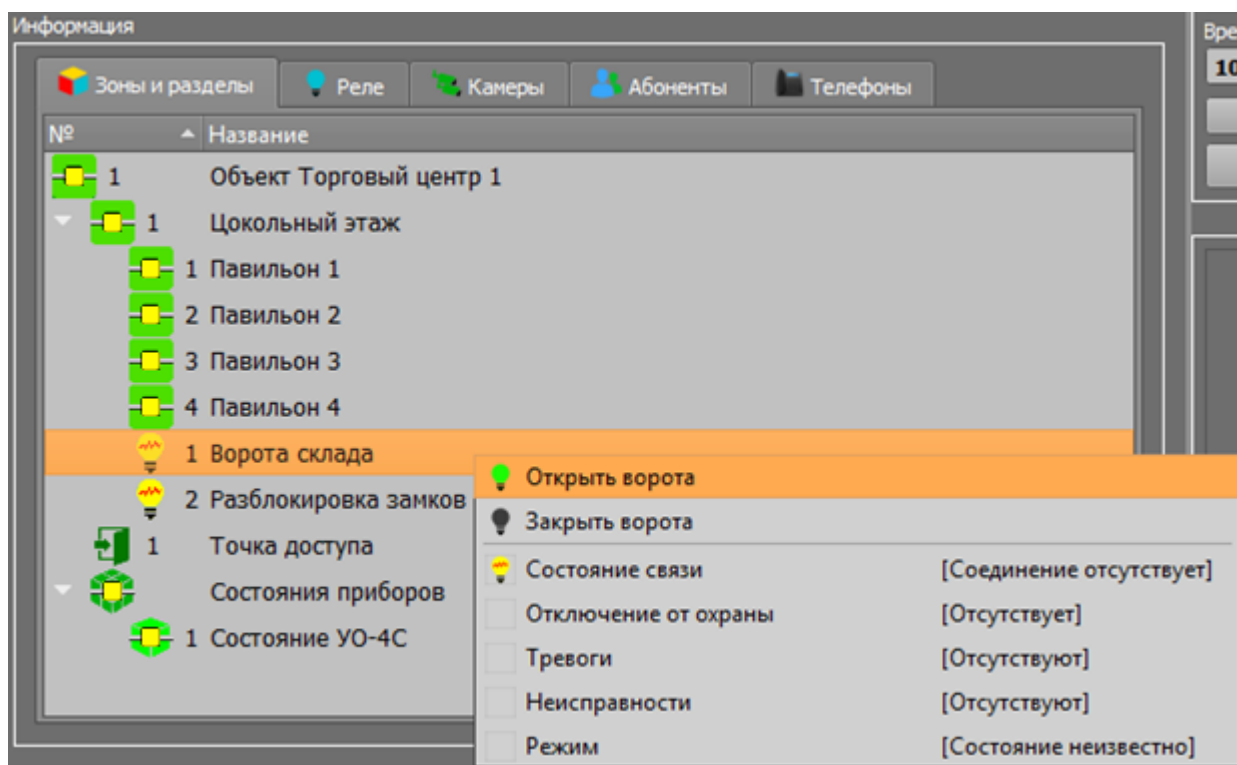 Информация
Вре
Зоны и разделы Реле Камеры Абоненты Телефоны
10
№ Название
1 Объект Торговый центр 1
1 Цокольный этаж
1 Павильон 1
2 Павильон 2
3 Павильон 3
4 Павильон 4
1 Ворота склада
Открыть ворота
2 Разблокировка замков
Закрыть ворота
1 Точка доступа
Состояние связи [Соединение отсутствует]
Состояния приборов
Отключение от охраны [Отсутствует]
1 Состояние УО-4С
Тревоги [Отсутствуют]
Неисправности [Отсутствуют]
Режим [Состояние неизвестно]